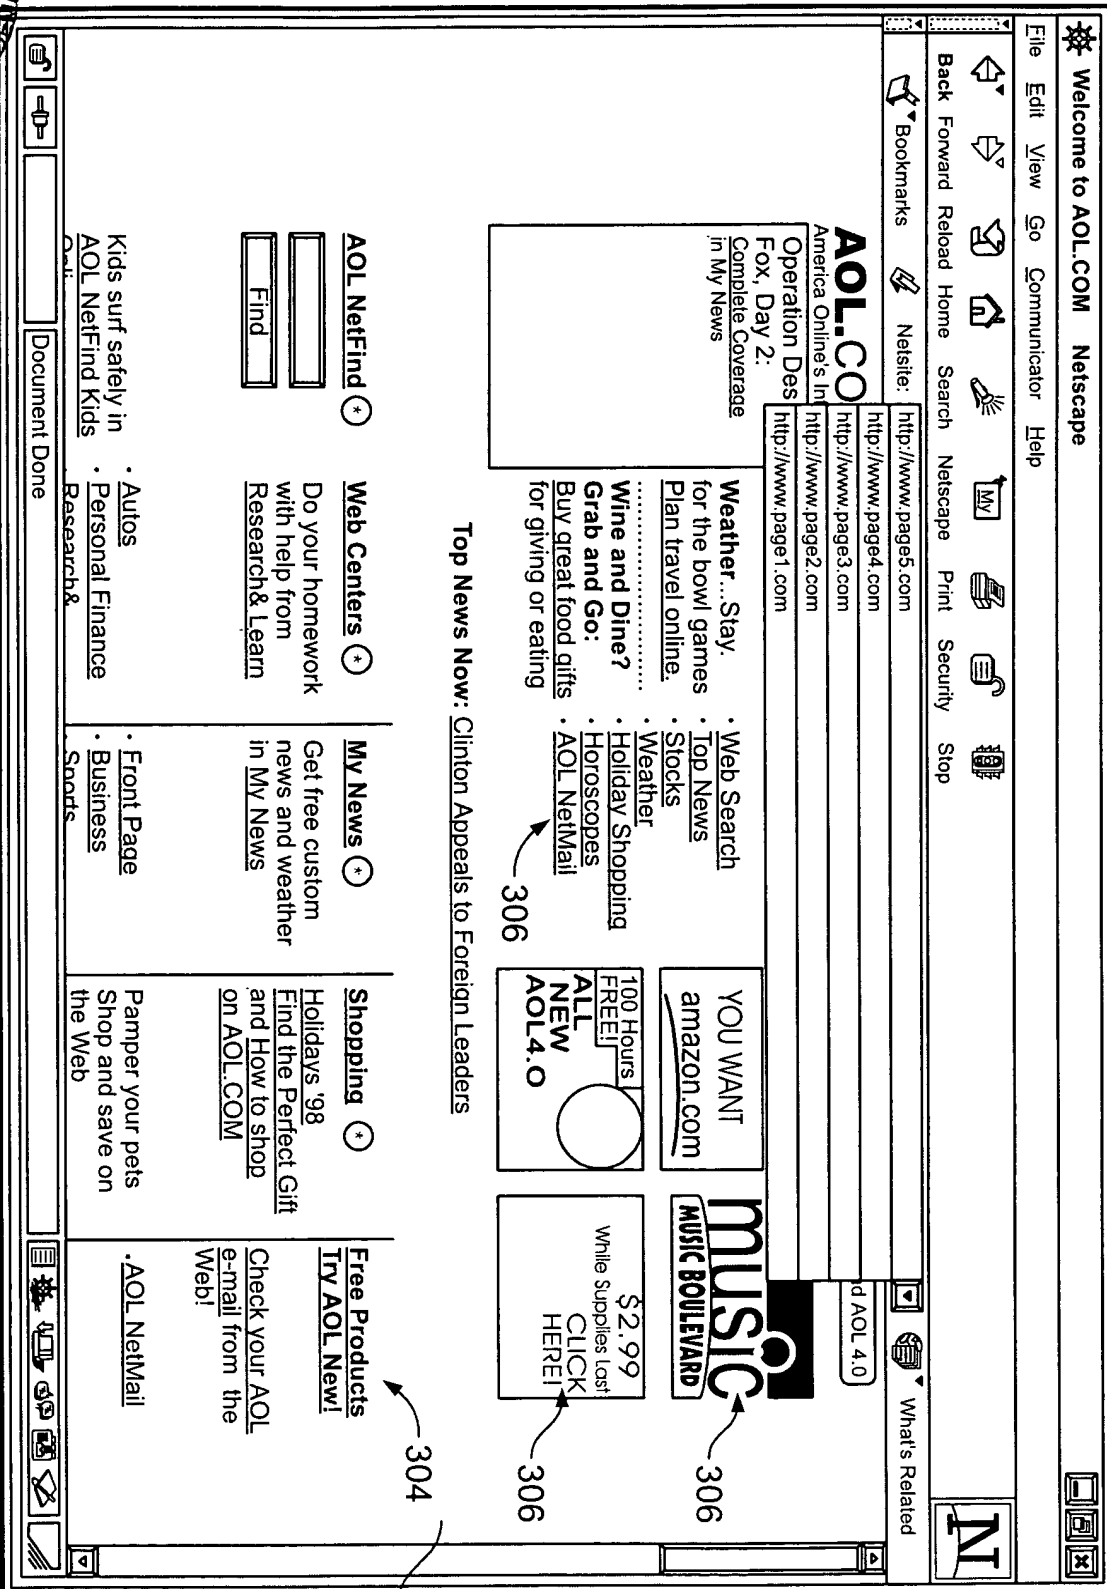 Welcome to AOL.COM Netscape
File Edit View Go Communicator Help
Back Forward Reload Home Search Netscape Print Security Stop
My
N
Bookmarks Netsite: What's Related
http://www.page5.com
http://www.page4.com
http://www.page3.com
http://www.page2.com
http://www.page1.com
d AOL 4.0
AOL.CO
America Online's Int
Operation Des
Fox, Day 2:
Complete Coverage
in My News
Weather...Stay.
for the bowl games
Plan travel online.
Wine and Dine?
Grab and Go:
Buy great food gifts
for giving or eating
· Web Search
· Top News
· Stocks
· Weather
· Holiday Shopping
· Horoscopes
· AOL NetMail
306
YOU WANT
amazon.com
100 Hours
FREE!
ALL
NEW
AOL4.0
music
MUSIC BOULEVARD
306
$2.99
While Supplies Last
CLICK
HERE!
306
Top News Now: Clinton Appeals to Foreign Leaders
304
AOL NetFind
Find
Kids surf safely in
AOL NetFind Kids
Web Centers
Do your homework
with help from
Research& Learn
· Autos
· Personal Finance
· Research&
My News
Get free custom
news and weather
in My News
· Front Page
· Business
· Sports
Shopping
Holidays '98
Find the Perfect Gift
and How to shop
on AOL.COM
Pamper your pets
Shop and save on
the Web
Free Products
Try AOL New!
Check your AOL
e-mail from the
Web!
· AOL NetMail
Document Done